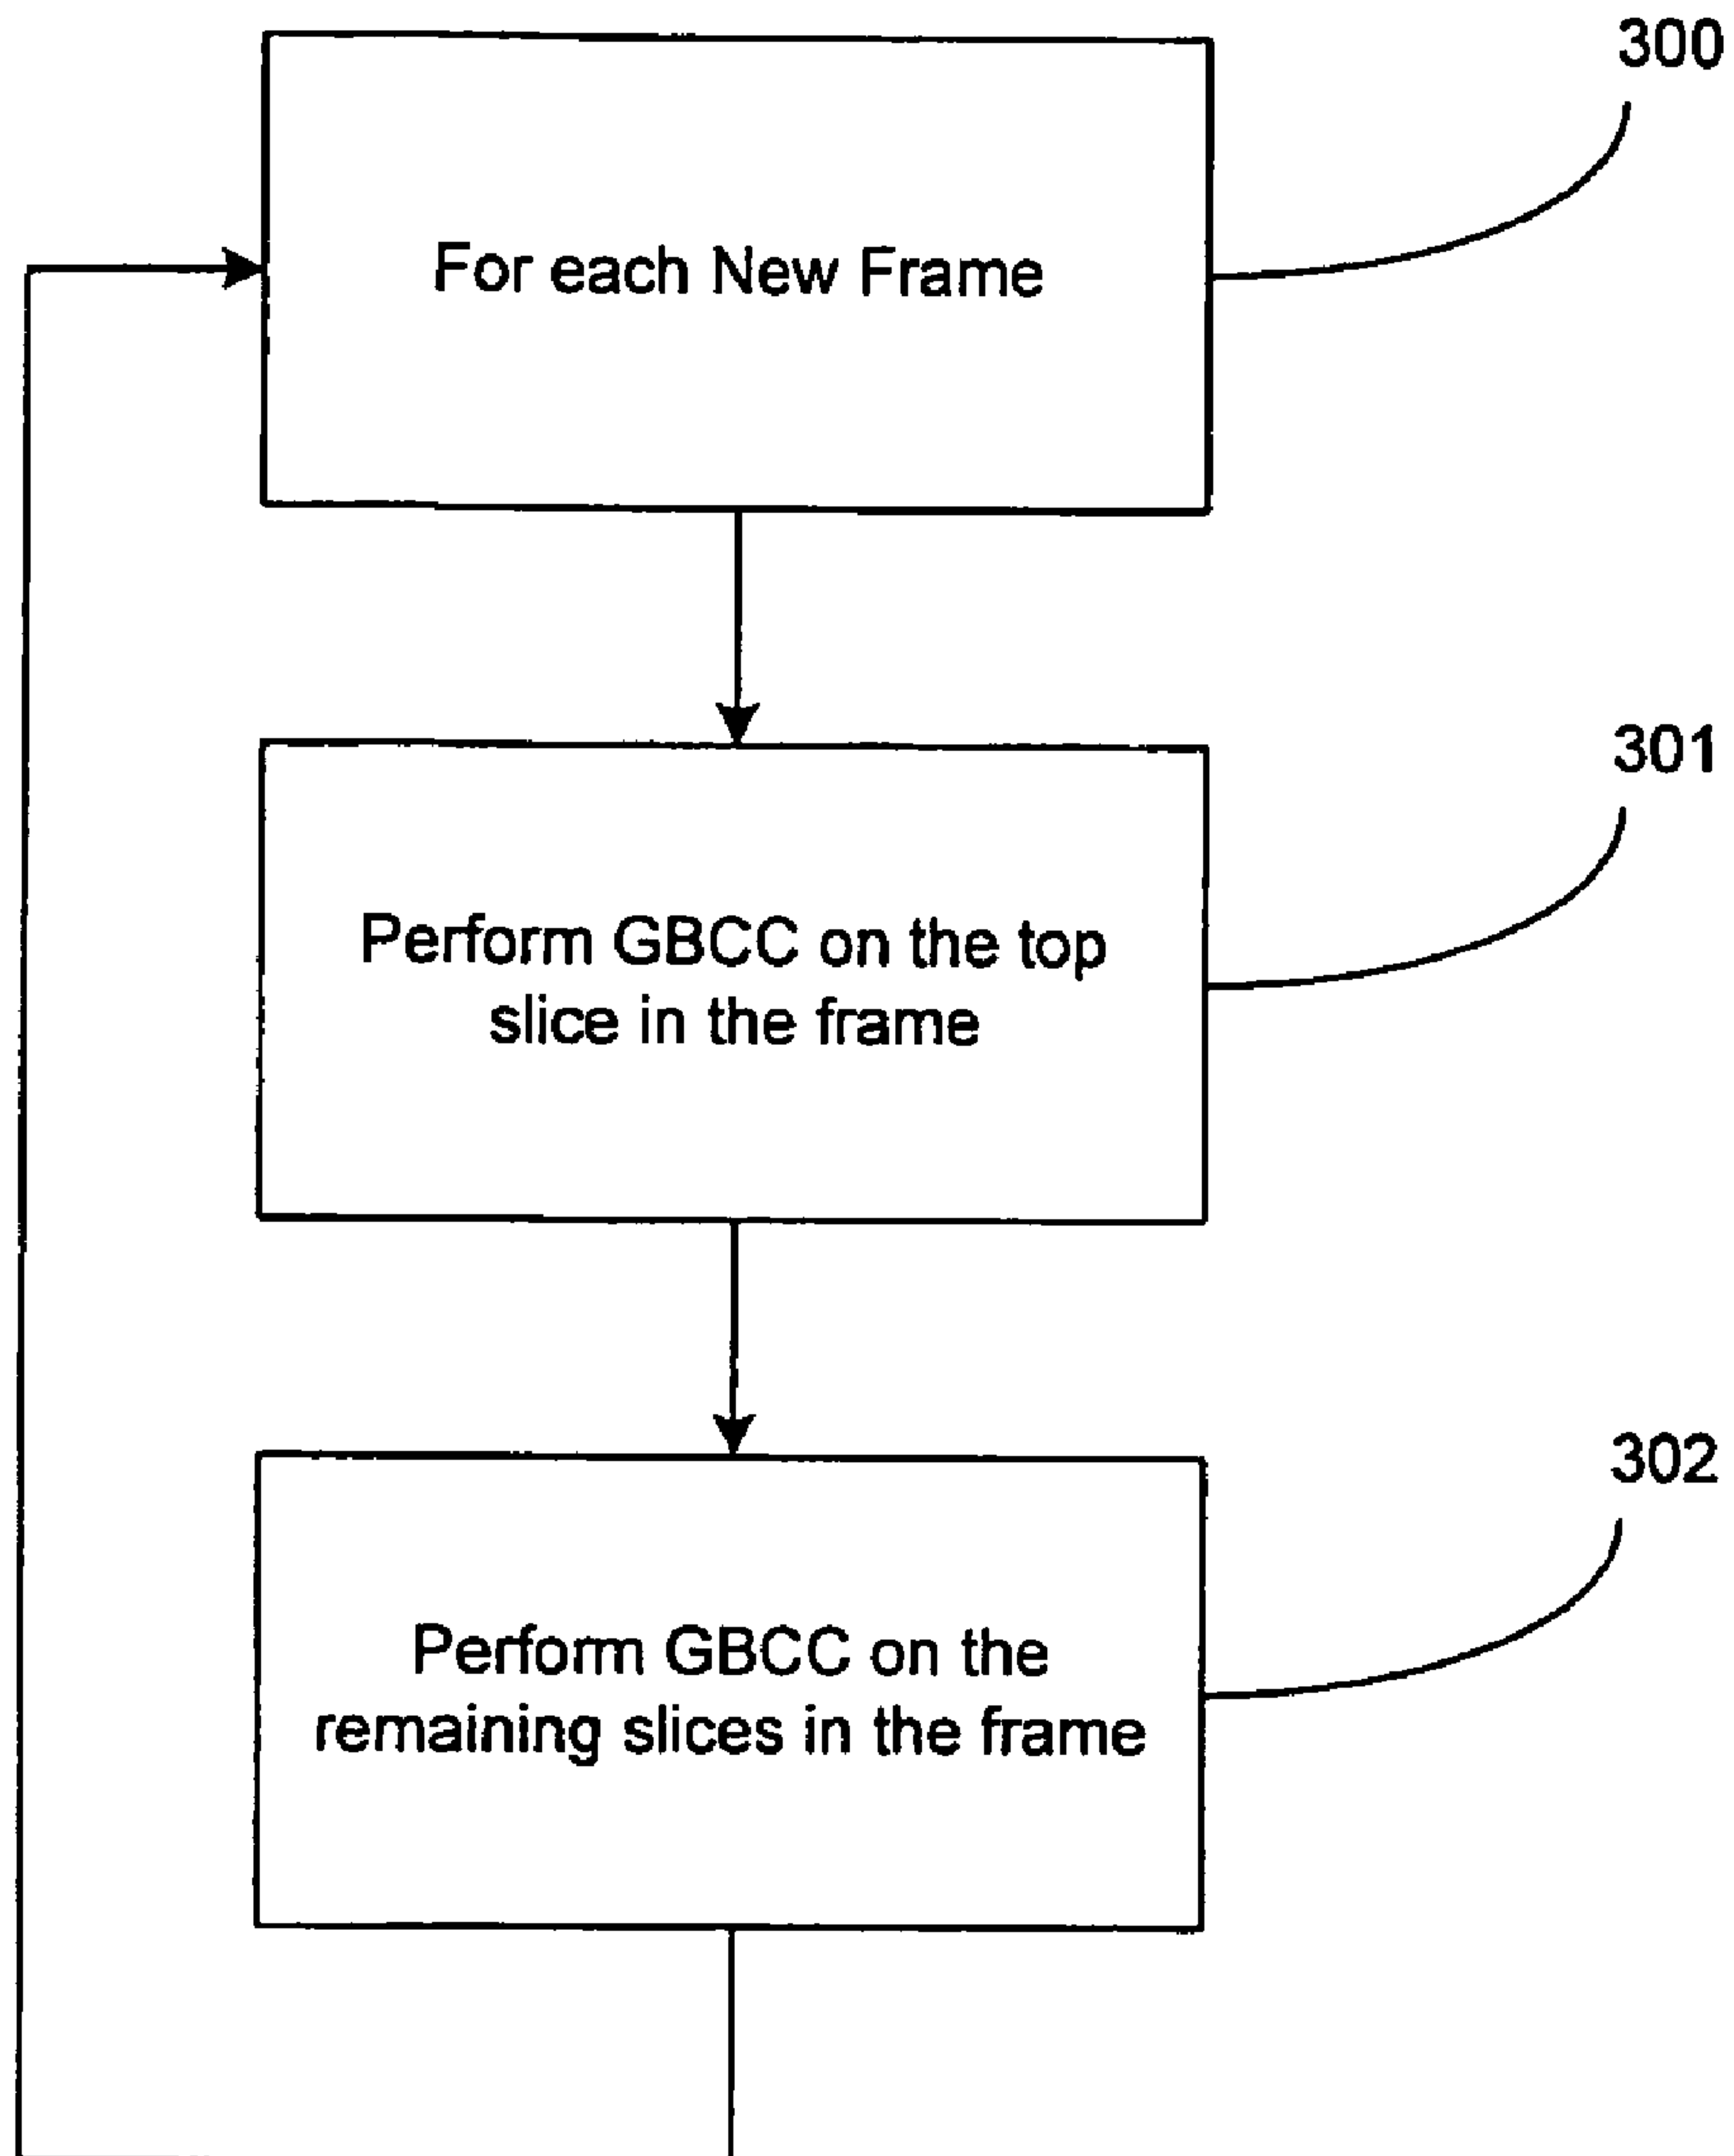 300
For each New Frame
301
Perform GBCC on the top
slice in the frame
302
Perform GBCC on the
remaining slices in the frame